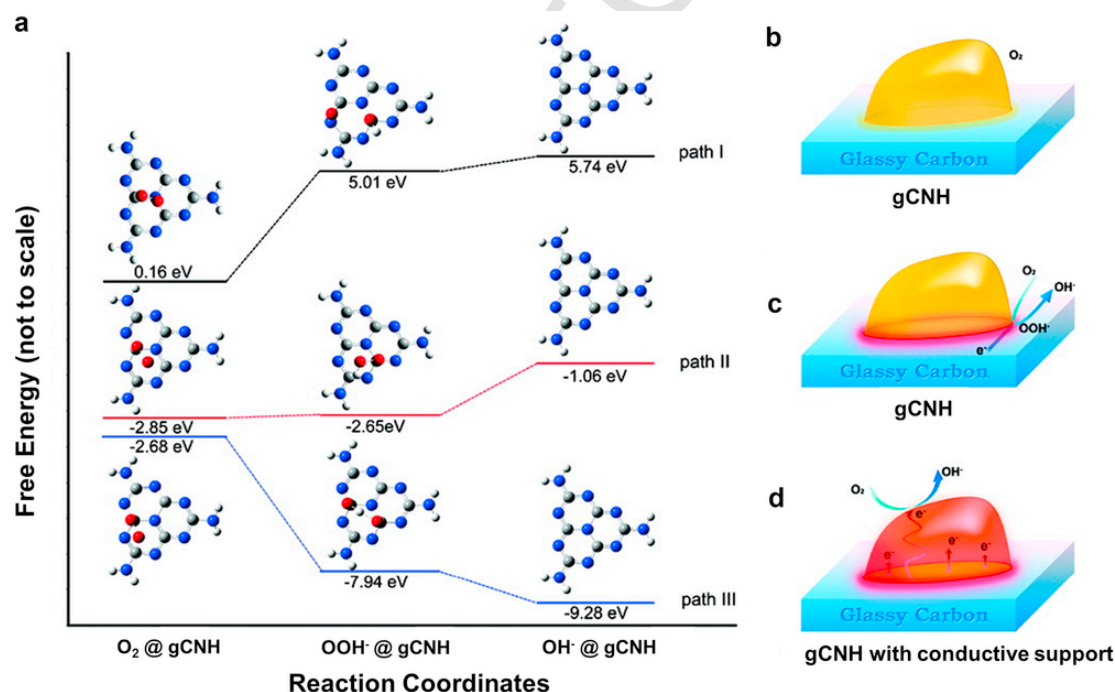 a
Free Energy (not to scale)
0.16 eV
5.01 eV
5.74 eV
path I
-2.85 eV
-2.65eV
-1.06 eV
path II
-2.68 eV
-7.94 eV
-9.28 eV
path III
O₂ @ gCNH
OOH⁻ @ gCNH
OH⁻ @ gCNH
Reaction Coordinates
b
O₂
Glassy Carbon
gCNH
c
O₂
OH⁻
OOH⁻
e⁻
Glassy Carbon
gCNH
d
O₂
OH⁻
e⁻
e⁻
e⁻
e⁻
Glassy Carbon
gCNH with conductive support